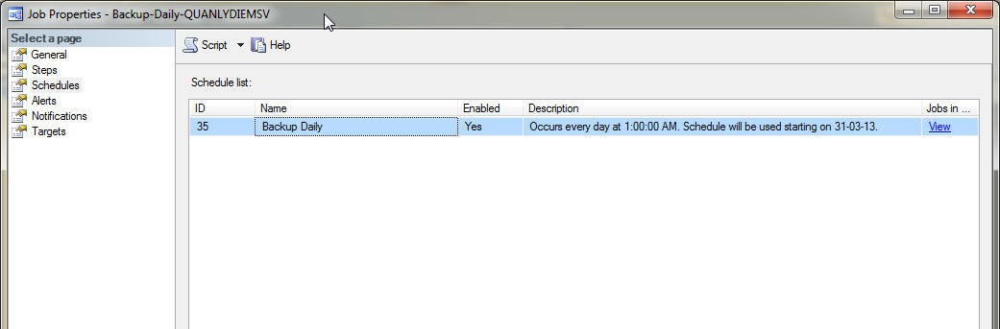 Job Properties - Backup-Daily-QUANLYDIEMSV
Select a page
General
Steps
Schedules
Alerts
Notifications
Targets
Script Help
Schedule list:
ID Name Enabled Description Jobs in ...
35 Backup Daily Yes Occurs every day at 1:00:00 AM. Schedule will be used starting on 31-03-13. View